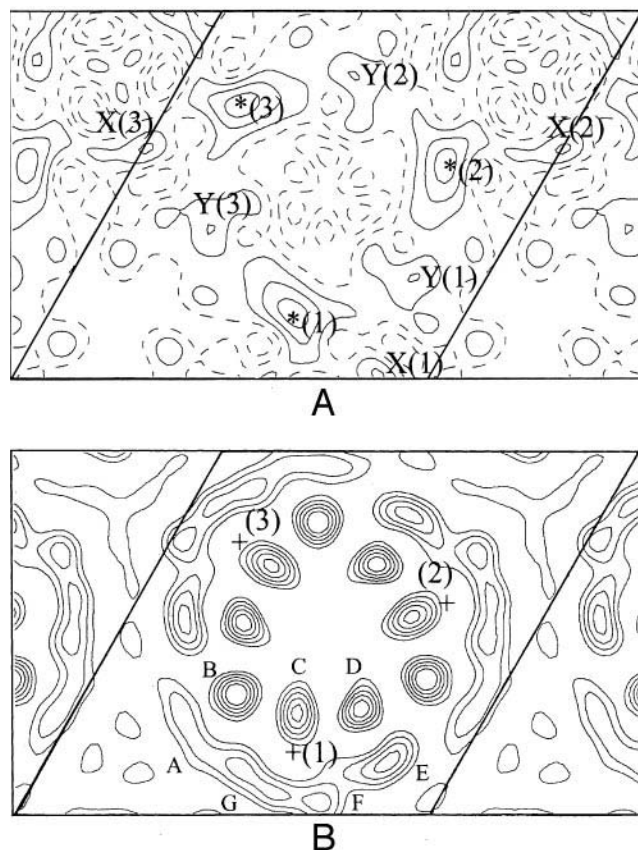 Y(2)
*(3)
X(3) X(2)
*(2)
Y(3)
Y(1)
*(1)
X(1)
A
(3)
+
(2)
+
B C D
+(1)
A E
G F
B